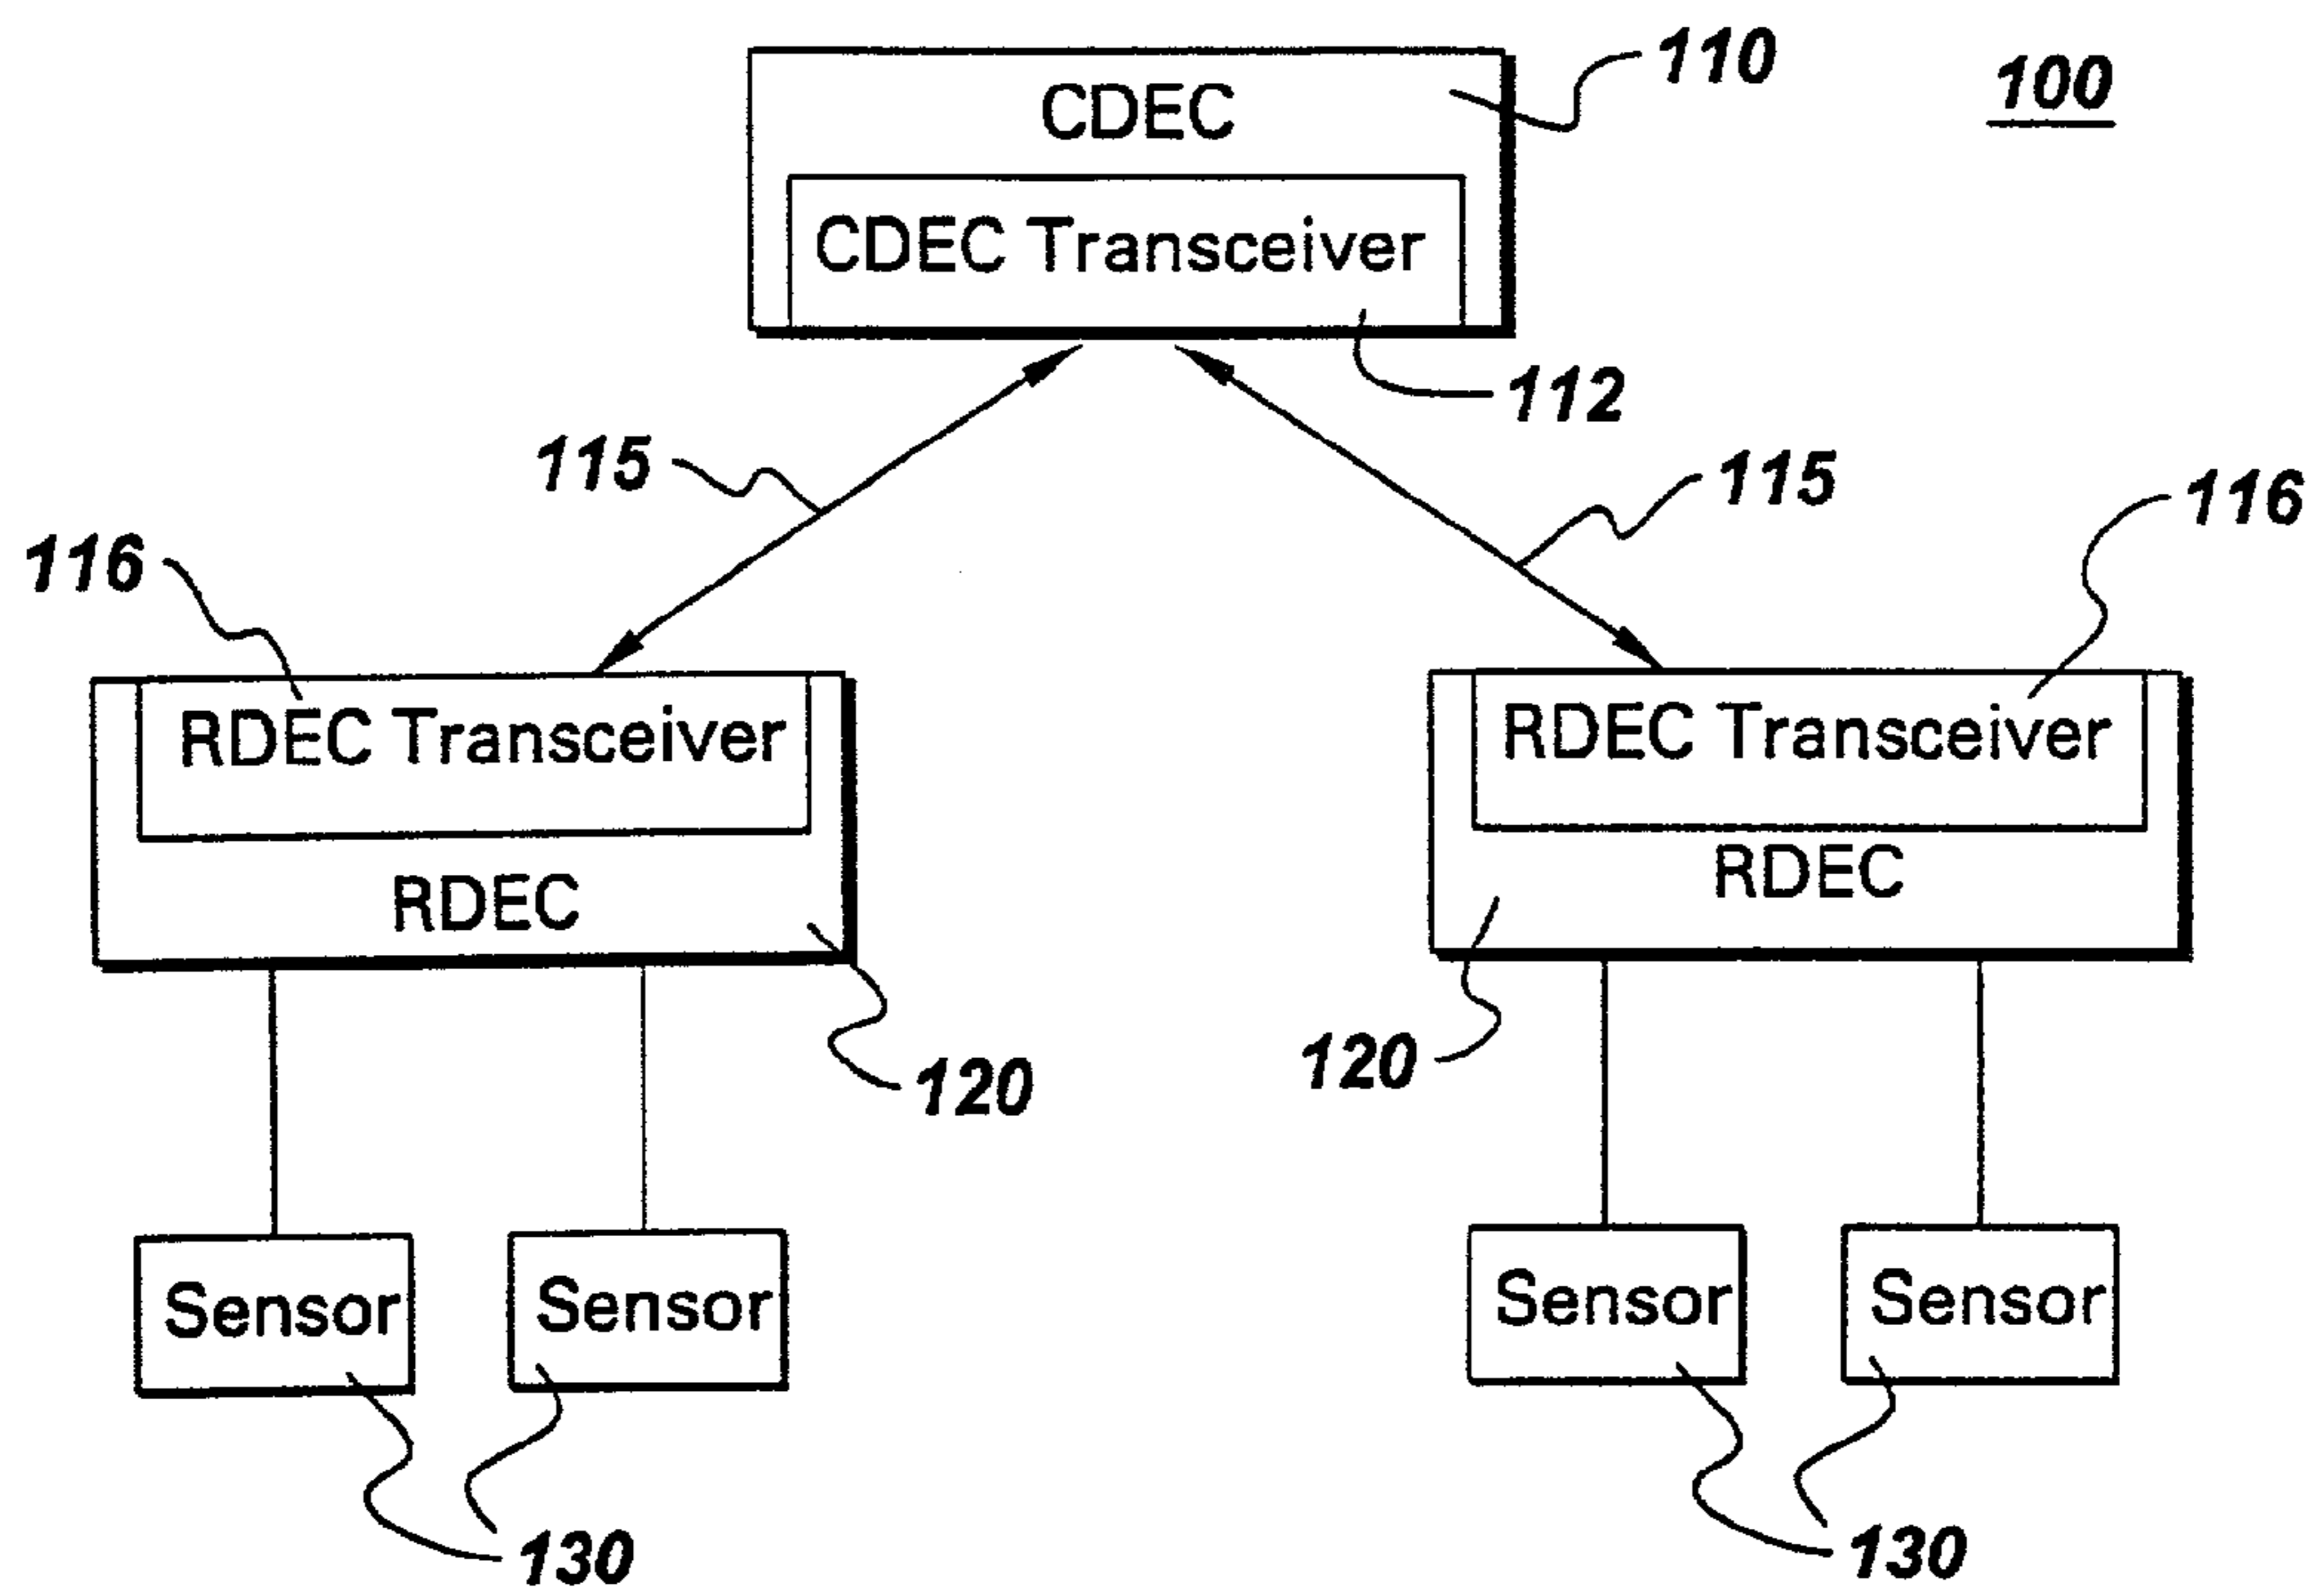 110
100
CDEC
CDEC Transceiver
112
115
115
116
116
RDEC Transceiver
RDEC Transceiver
RDEC
RDEC
120
120
Sensor
Sensor
Sensor
Sensor
130
130